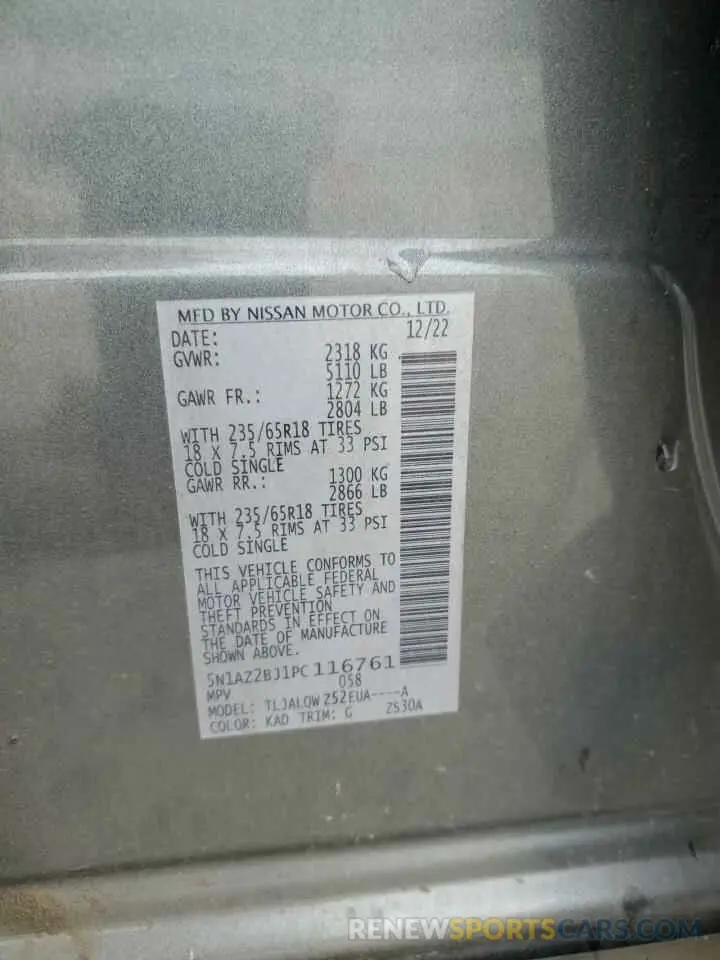 MFD BY NISSAN MOTOR CO., LTD.
DATE: 12/22
GVWR: 2318 KG
5110 LB
GAWR FR.: 1272 KG
2804 LB
WITH 235/65R18 TIRES
18 X 7.5 RIMS AT 33 PSI
COLD SINGLE
GAWR RR.: 1300 KG
2866 LB
WITH 235/65R18 TIRES
18 X 7.5 RIMS AT 33 PSI
COLD SINGLE
THIS VEHICLE CONFORMS TO
ALL APPLICABLE FEDERAL
MOTOR VEHICLE SAFETY AND
THEFT PREVENTION
STANDARDS IN EFFECT ON
THE DATE OF MANUFACTURE
SHOWN ABOVE.
5N1AZ2BJ1PC116761
MPV 058
MODEL: TLJALQW Z52EUA----A
COLOR: KAD TRIM: G Z530A
RENEWSPORTSCARS.COM